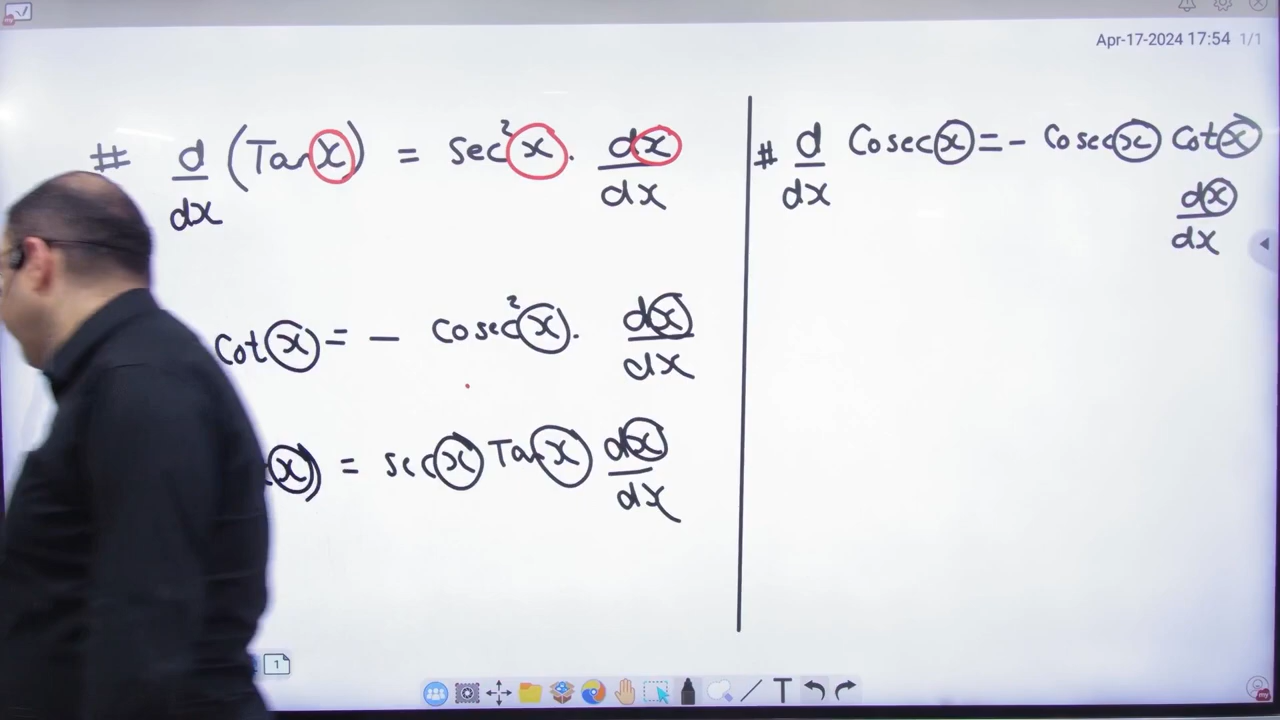 Apr-17-2024 17:54 1/1
# d/dx (Tan x) = sec² x . dx/dx
Cot x = - Cosec² x . dx/dx
x) = sec x Tan x dx/dx
# d/dx Cosec x = - Cosec x Cot x
dx/dx
1
T